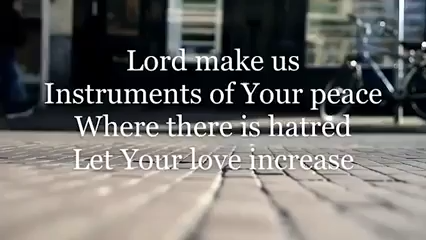 Lord make us
Instruments of Your peace
Where there is hatred
Let Your love increase